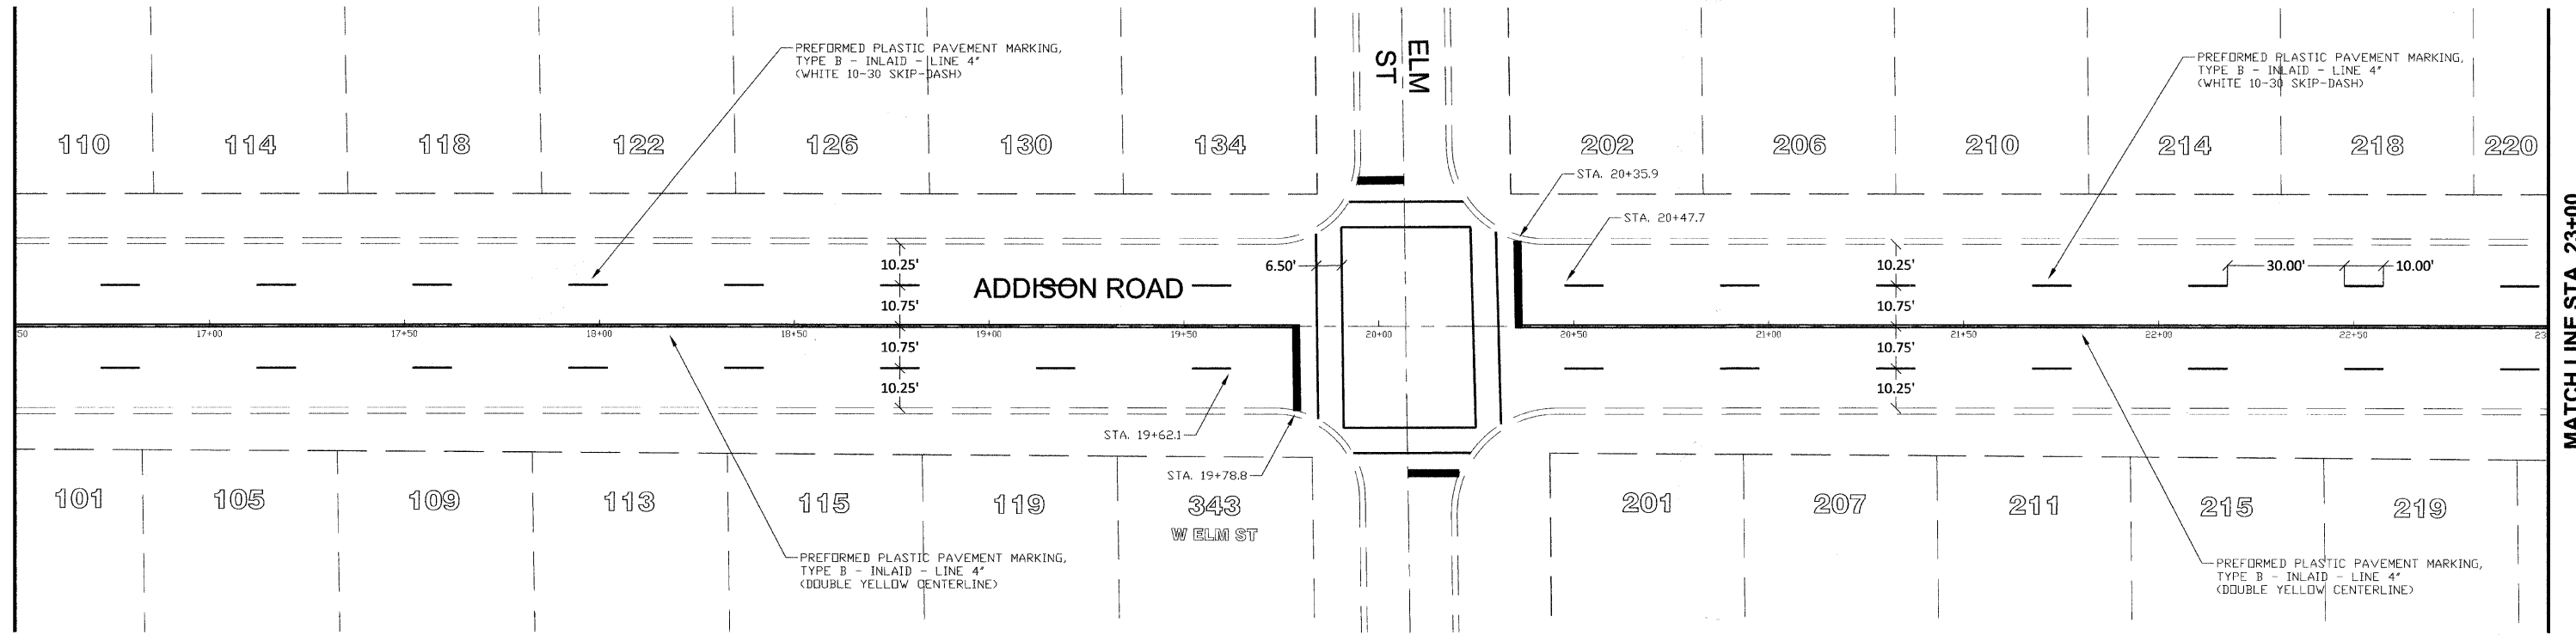 PREFORMED PLASTIC PAVEMENT MARKING,
TYPE B - INLAID - LINE 4"
(WHITE 10-30 SKIP-DASH)
ELM
ST
PREFORMED PLASTIC PAVEMENT MARKING,
TYPE B - INLAID - LINE 4"
(WHITE 10-30 SKIP-DASH)
110 114 118 122 126 130 134 202 206 210 214 218 220
STA. 20+35.9
STA. 20+47.7
10.25'
10.75'
10.75'
10.25'
ADDISON ROAD
6.50'
10.25'
10.75'
10.75'
10.25'
30.00'
10.00'
50 17+00 17+50 18+00 18+50 19+00 19+50 20+00 20+50 21+00 21+50 22+00 22+50 23
MATCH LINE STA. 23+00
STA. 19+62.1
STA. 19+78.8
101 105 109 113 115 119 343 201 207 211 215 219
W ELM ST
PREFORMED PLASTIC PAVEMENT MARKING,
TYPE B - INLAID - LINE 4"
(DOUBLE YELLOW CENTERLINE)
PREFORMED PLASTIC PAVEMENT MARKING,
TYPE B - INLAID - LINE 4"
(DOUBLE YELLOW CENTERLINE)